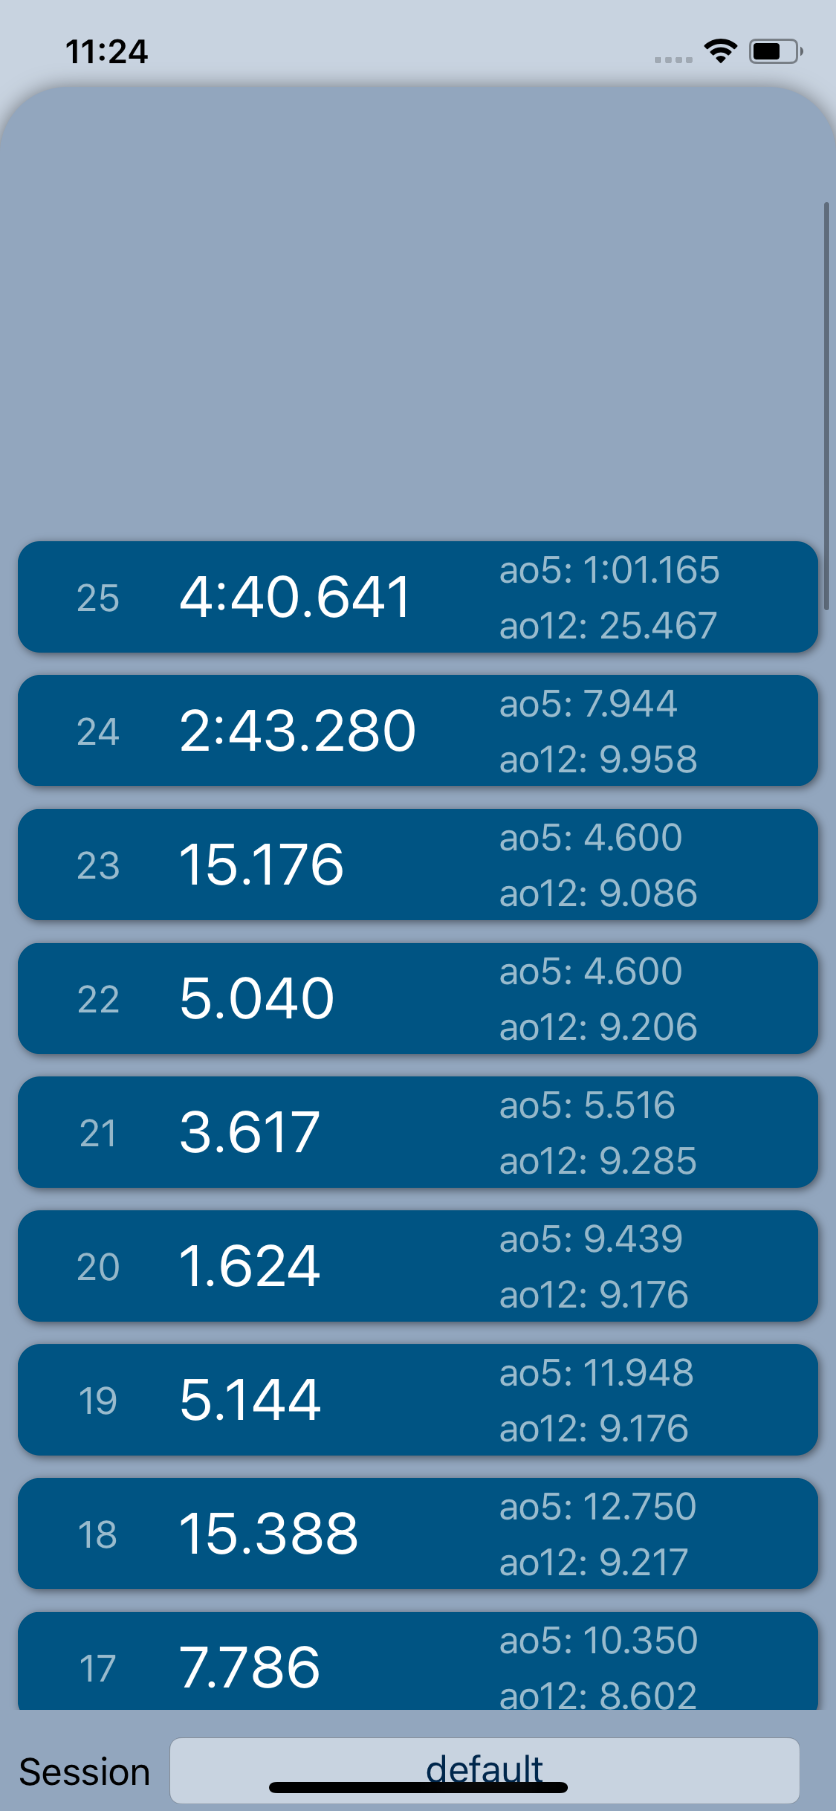 11:24
25 4:40.641 ao5: 1:01.165
ao12: 25.467
24 2:43.280 ao5: 7.944
ao12: 9.958
23 15.176 ao5: 4.600
ao12: 9.086
22 5.040 ao5: 4.600
ao12: 9.206
21 3.617 ao5: 5.516
ao12: 9.285
20 1.624 ao5: 9.439
ao12: 9.176
19 5.144 ao5: 11.948
ao12: 9.176
18 15.388 ao5: 12.750
ao12: 9.217
17 7.786 ao5: 10.350
ao12: 8.602
Session default